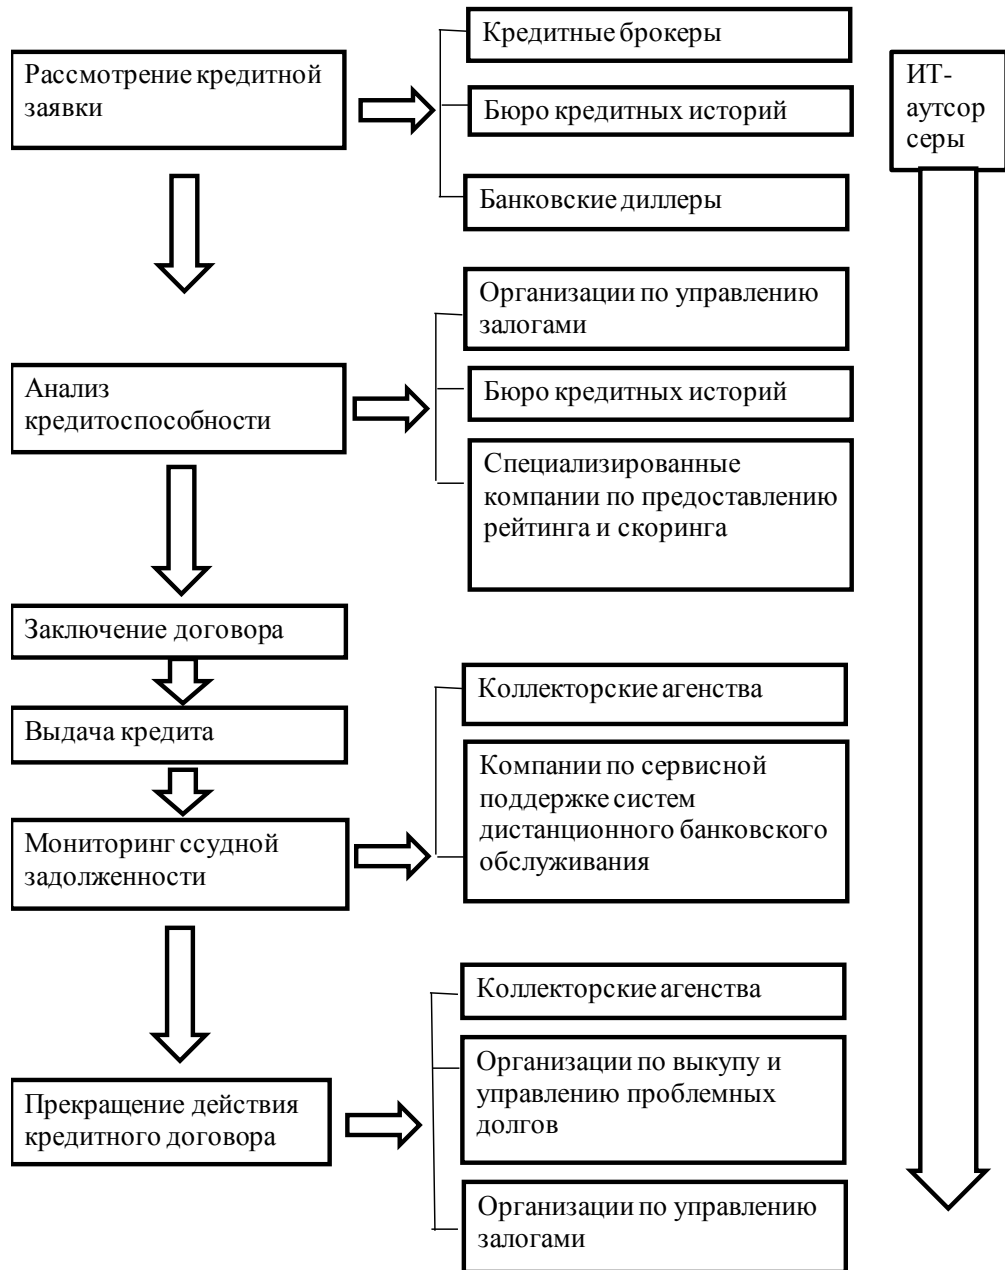 Рассмотрение кредитной
заявки
Кредитные брокеры
Бюро кредитных историй
Банковские диллеры
ИТ-
аутсор
серы
Анализ
кредитоспособности
Организации по управлению
залогами
Бюро кредитных историй
Специализированные
компании по предоставлению
рейтинга и скоринга
Заключение договора
Выдача кредита
Мониторинг ссудной
задолженности
Коллекторские агенства
Компании по сервисной
поддержке систем
дистанционного банковского
обслуживания
Прекращение действия
кредитного договора
Коллекторские агенства
Организации по выкупу и
управлению проблемных
долгов
Организации по управлению
залогами